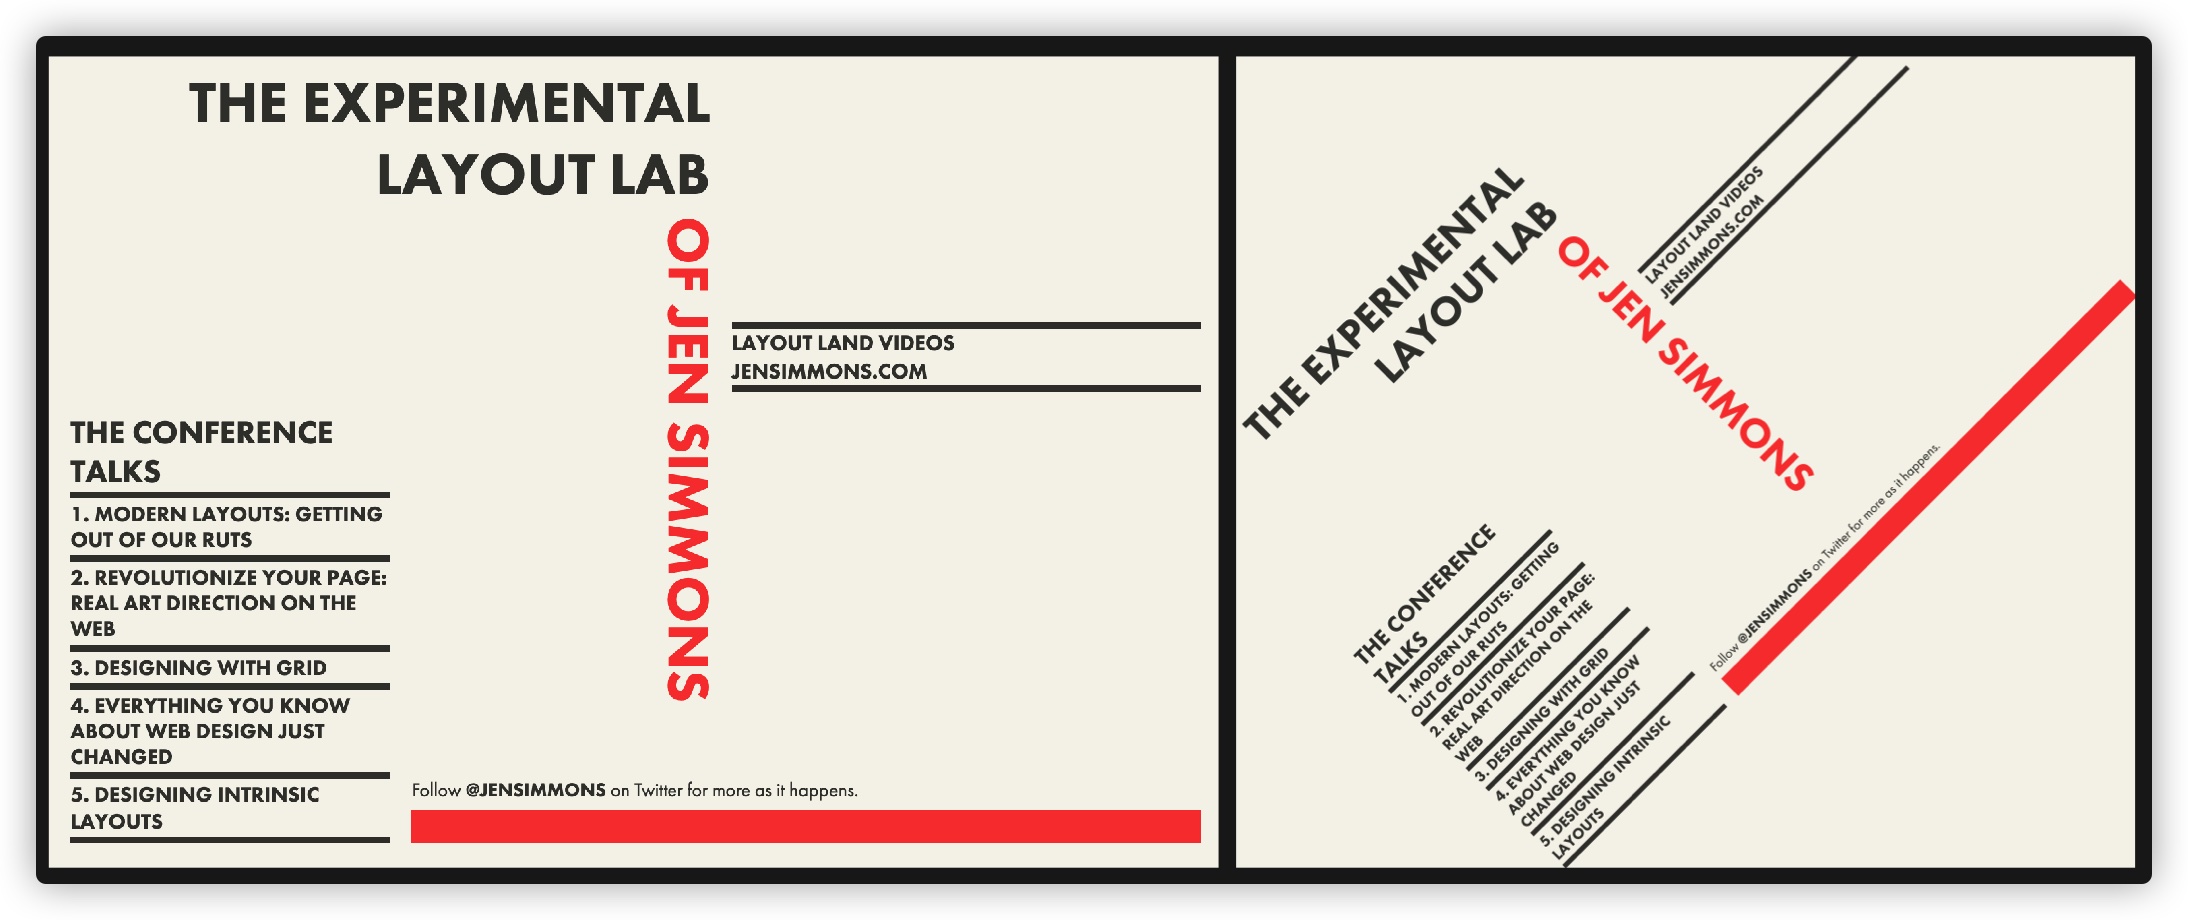 THE EXPERIMENTAL
LAYOUT LAB
OF JEN SIMMONS
LAYOUT LAND VIDEOS
JENSIMMONS.COM
THE CONFERENCE
TALKS
1. MODERN LAYOUTS: GETTING
OUT OF OUR RUTS
2. REVOLUTIONIZE YOUR PAGE:
REAL ART DIRECTION ON THE
WEB
3. DESIGNING WITH GRID
4. EVERYTHING YOU KNOW
ABOUT WEB DESIGN JUST
CHANGED
5. DESIGNING INTRINSIC
LAYOUTS
Follow @JENSIMMONS on Twitter for more as it happens.
THE EXPERIMENTAL
LAYOUT LAB
OF JEN SIMMONS
LAYOUT LAND VIDEOS
JENSIMMONS.COM
THE CONFERENCE
TALKS
1. MODERN LAYOUTS: GETTING
OUT OF OUR RUTS
2. REVOLUTIONIZE YOUR PAGE:
REAL ART DIRECTION ON THE
WEB
3. DESIGNING WITH GRID
4. EVERYTHING YOU KNOW
ABOUT WEB DESIGN JUST
CHANGED
5. DESIGNING INTRINSIC
LAYOUTS
Follow @JENSIMMONS on Twitter for more as it happens.